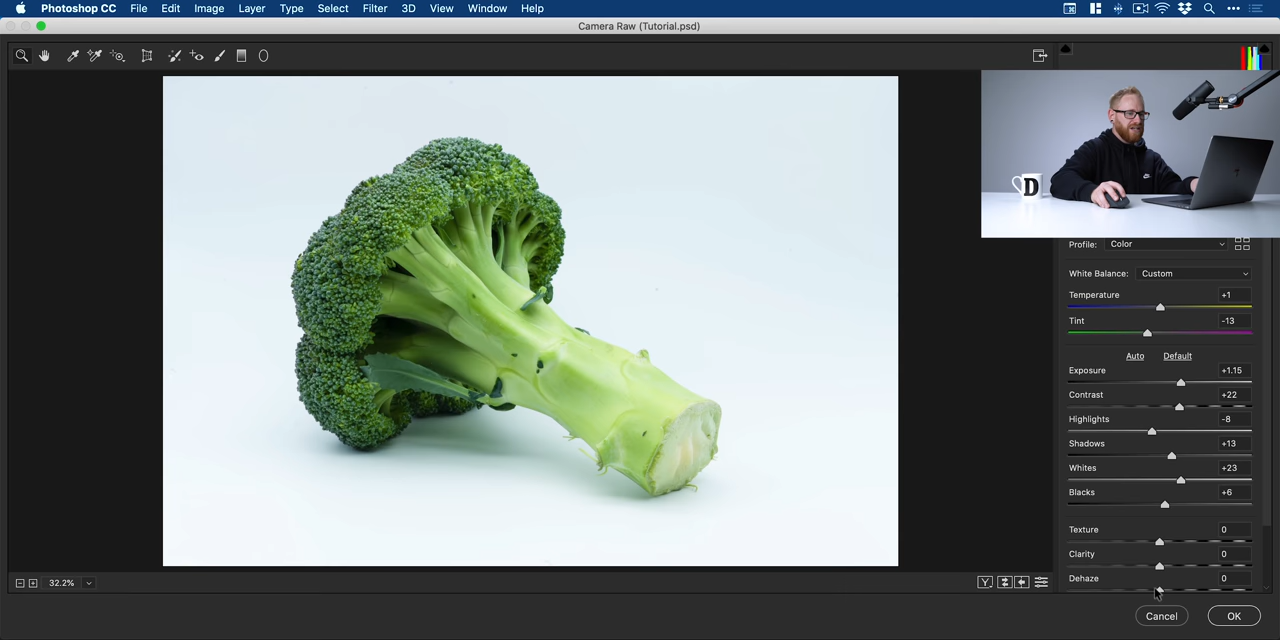 Photoshop CC File Edit Image Layer Type Select Filter 3D View Window Help
Camera Raw (Tutorial.psd)
D
Profile: Color
White Balance: Custom
Temperature +1
Tint -13
Auto Default
Exposure +1.15
Contrast +22
Highlights -8
Shadows +13
Whites +23
Blacks +6
Texture 0
Clarity 0
Dehaze 0
32.2% Y
Cancel OK